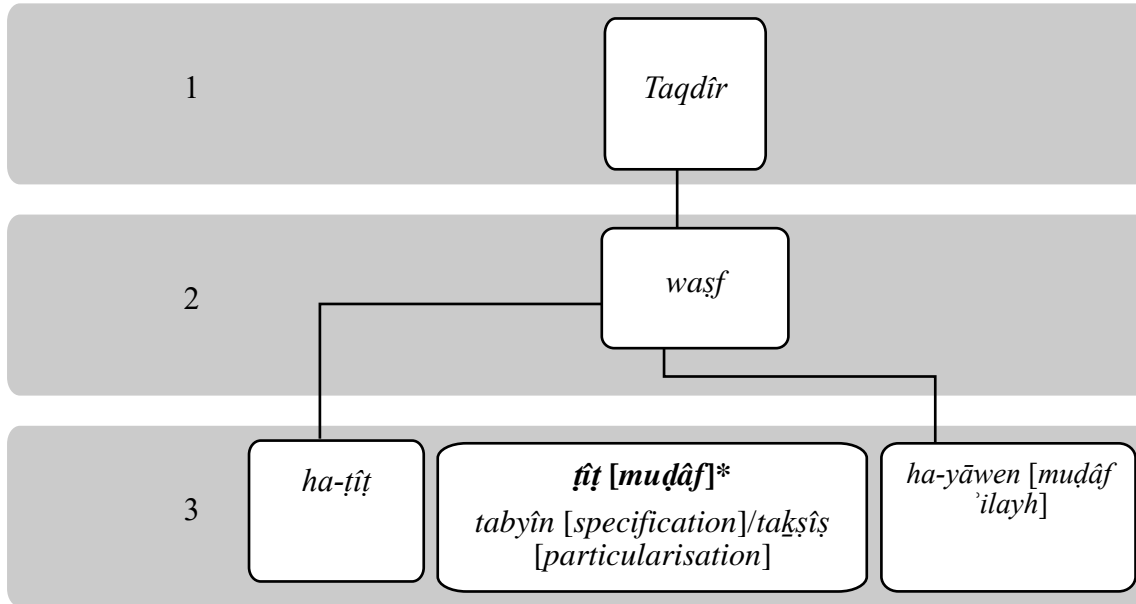 1
Taqdîr
2
waṣf
3
ha-ṭîṭ
ṭîṭ [muḍâf]*
tabyîn [specification]/taḵṣîṣ
[particularisation]
ha-yāwen [muḍâf
ʾilayh]